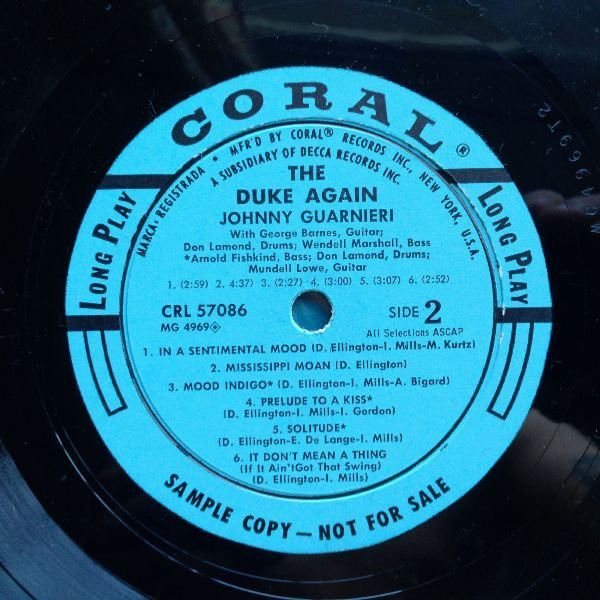 CORAL®
MARCA REGISTRADA • MFR'D BY CORAL® RECORDS INC., NEW YORK, U.S.A.
A SUBSIDIARY OF DECCA RECORDS INC.
LONG PLAY
LONG PLAY
THE
DUKE AGAIN
JOHNNY GUARNIERI
With George Barnes, Guitar;
Don Lamond, Drums; Wendell Marshall, Bass
*Arnold Fishkind, Bass; Don Lamond, Drums;
Mundell Lowe, Guitar
1. (2:59) 2. 4:37) 3. (2:27) 4. (3:00) 5. (3:07) 6. (2:52)
CRL 57086
SIDE 2
MG 4969
All Selections ASCAP
1. IN A SENTIMENTAL MOOD (D. Ellington-I. Mills-M. Kurtz)
2. MISSISSIPPI MOAN (D. Ellington)
3. MOOD INDIGO* (D. Ellington-I. Mills-A. Bigard)
4. PRELUDE TO A KISS*
(D. Ellington-I. Mills-I. Gordon)
5. SOLITUDE*
(D. Ellington-E. De Lange-I. Mills)
6. IT DON'T MEAN A THING
(If It Ain'tGot That Swing)
(D. Ellington-I. Mills)
SAMPLE COPY — NOT FOR SALE